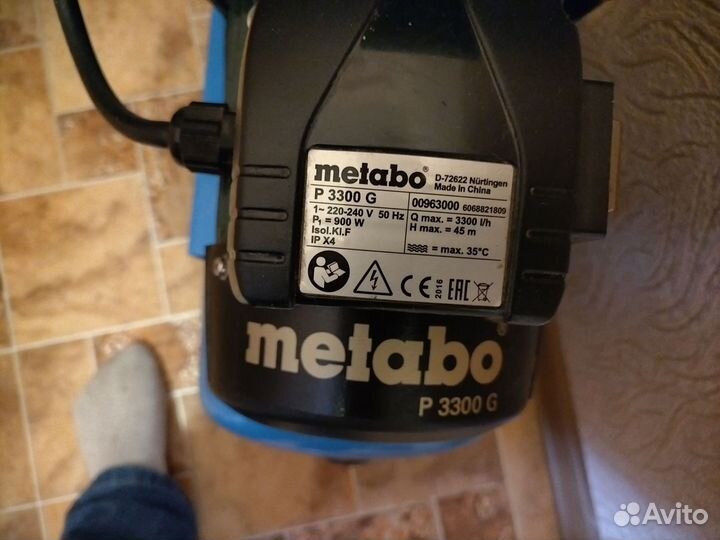 metabo®
D-72622 Nürtingen
Made in China
P 3300 G
00963000 6068821809
1~ 220-240 V 50 Hz
Q max. = 3300 l/h
P₁ = 900 W
H max. = 45 m
Isol.Kl.F
IP X4
= max. 35°C
CE
2016
EAC
metabo
P 3300 G
Avito